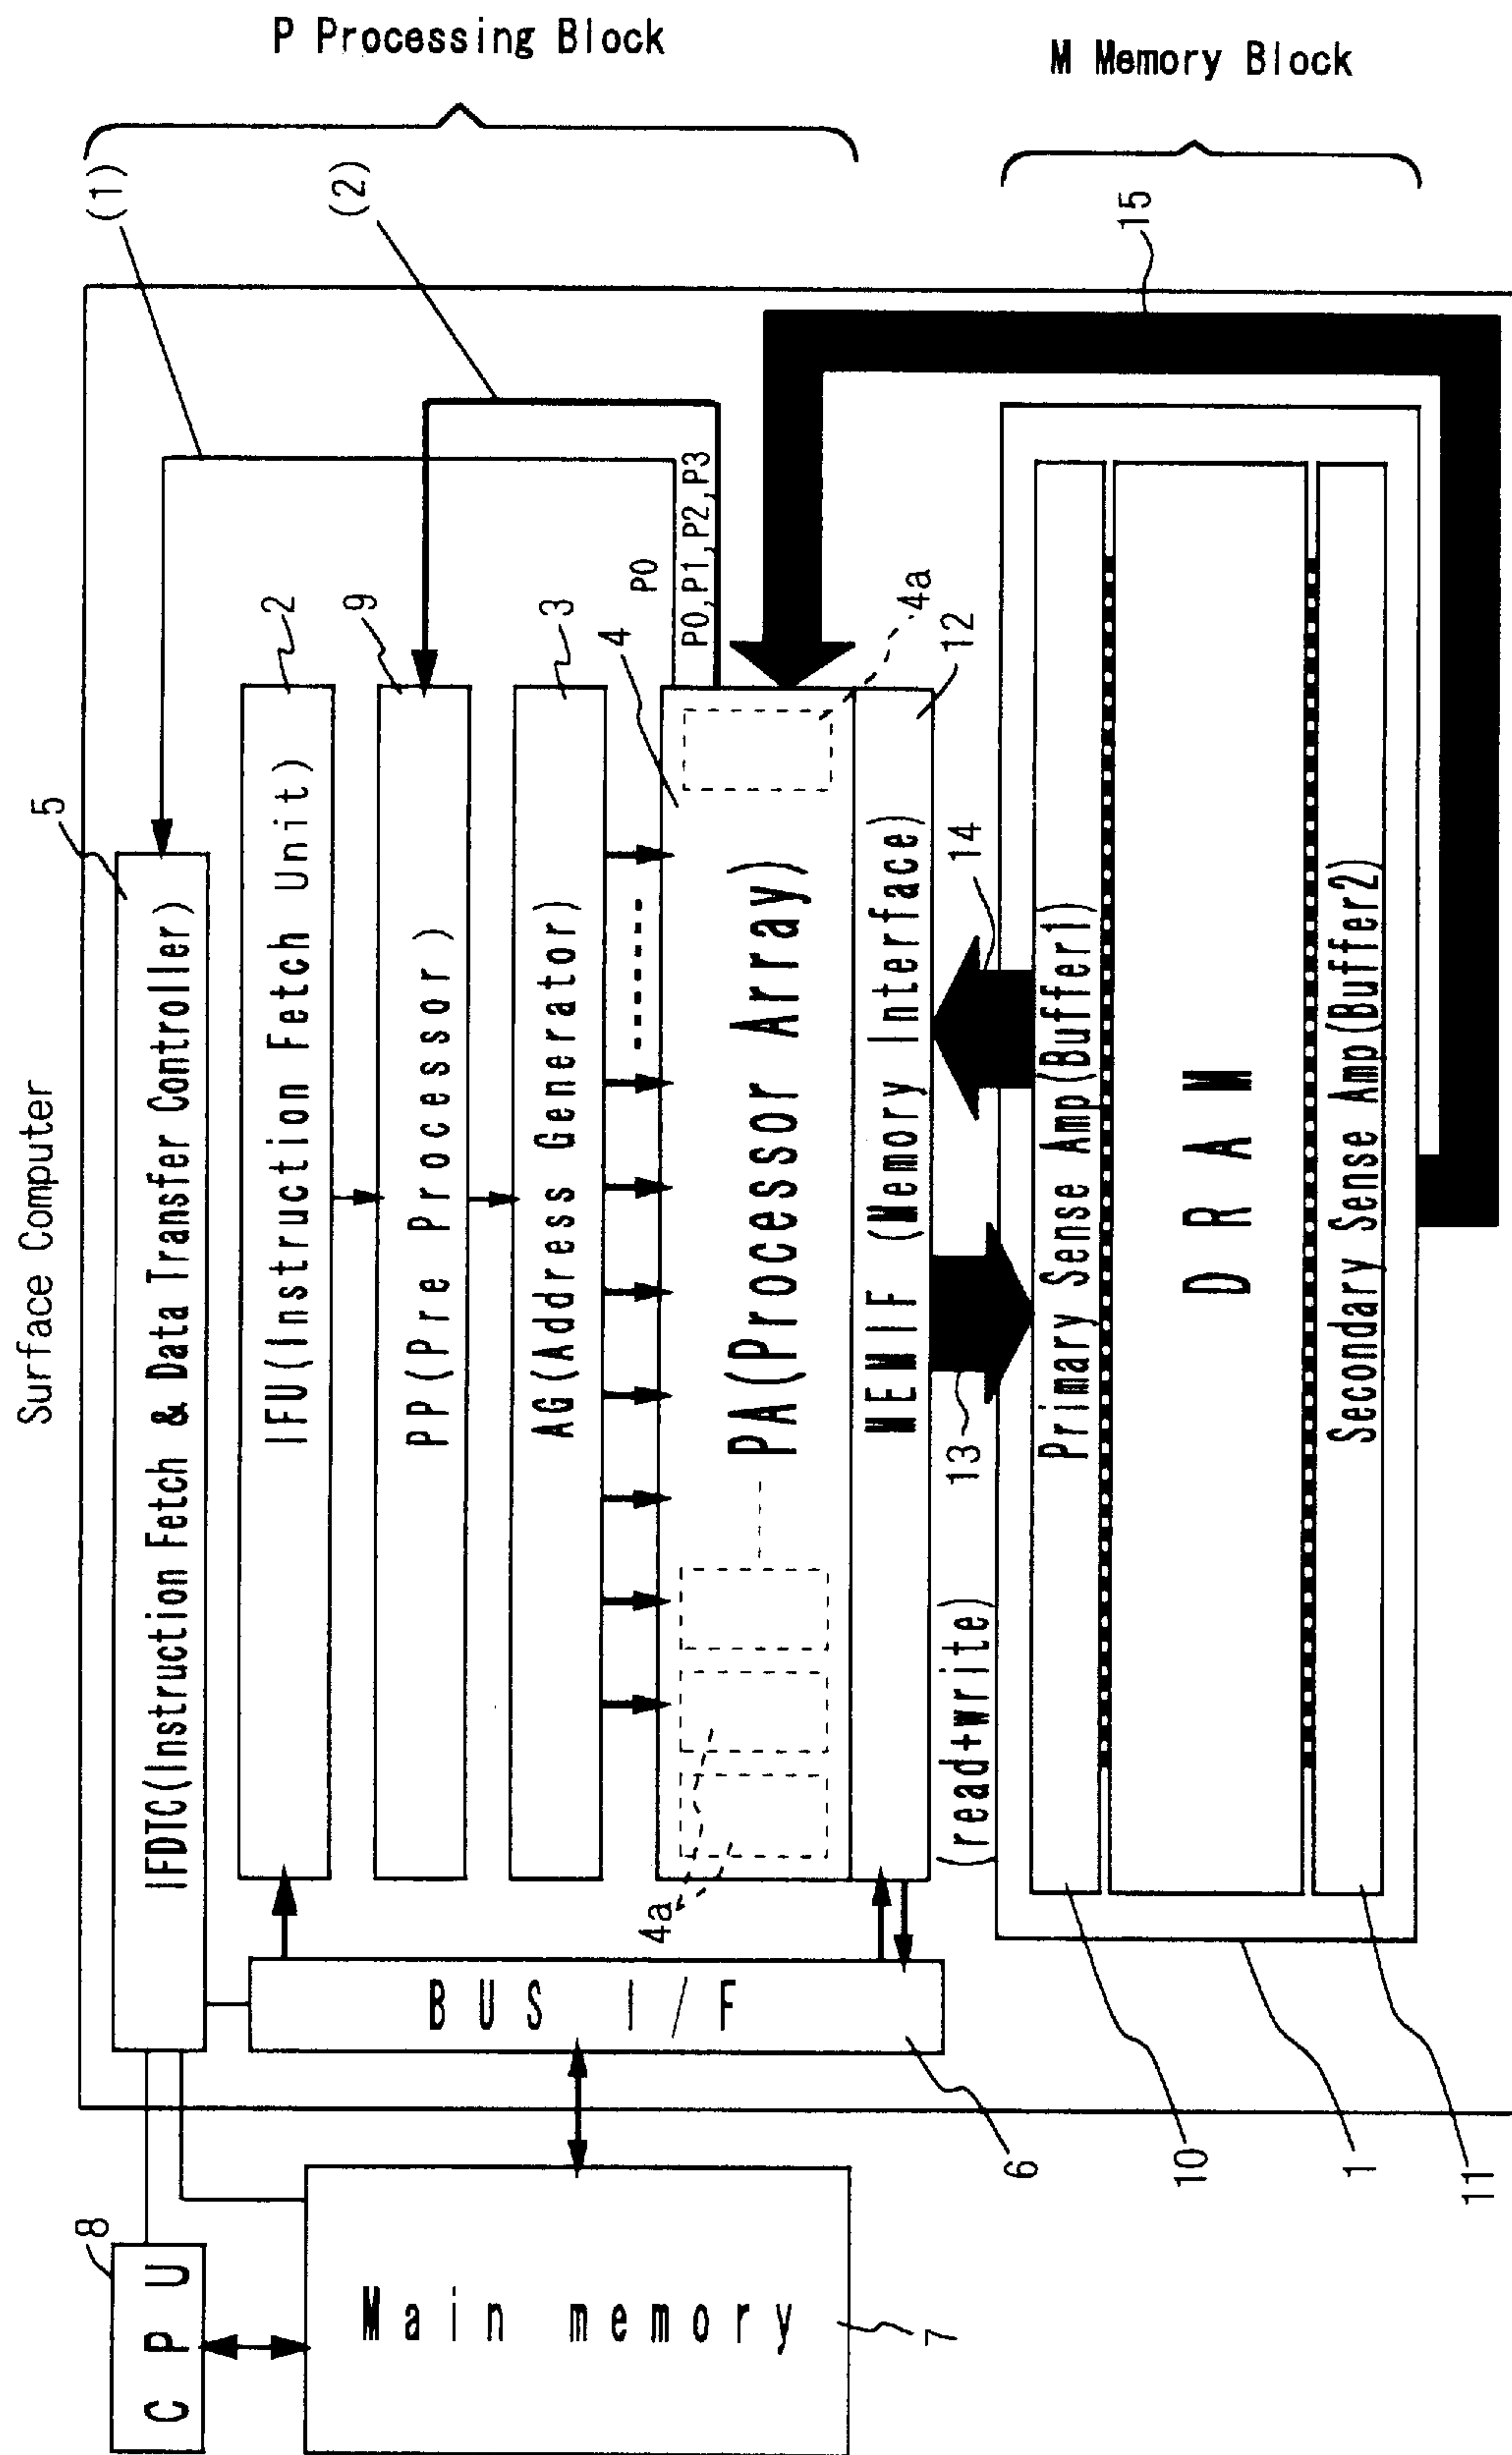 Surface Computer
P Processing Block
M Memory Block
(1)
(2)
15
5
IFDTC(Instruction Fetch & Data Transfer Controller)
2
IFU(Instruction Fetch Unit)
9
PP(Pre Processor)
3
AG(Address Generator)
4
P0
P0,P1,P2,P3
PA(Processor Array)
4a
4a
12
MEMIF (Memory Interface)
13
14
(read+write)
Primary Sense Amp(Buffer1)
DRAM
Secondary Sense Amp(Buffer2)
BUS I/F
6
10
1
11
8
CPU
Main memory
7